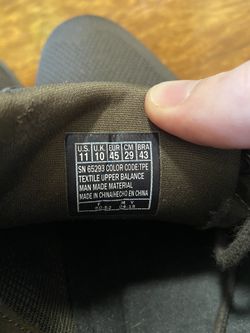 U.S. U.K. EUR CM BRA
11 10 45 29 43
SN 65293 COLOR CODE:TPE
TEXTILE UPPER BALANCE
MAN MADE MATERIAL
MADE IN CHINA/HECHO EN CHINA